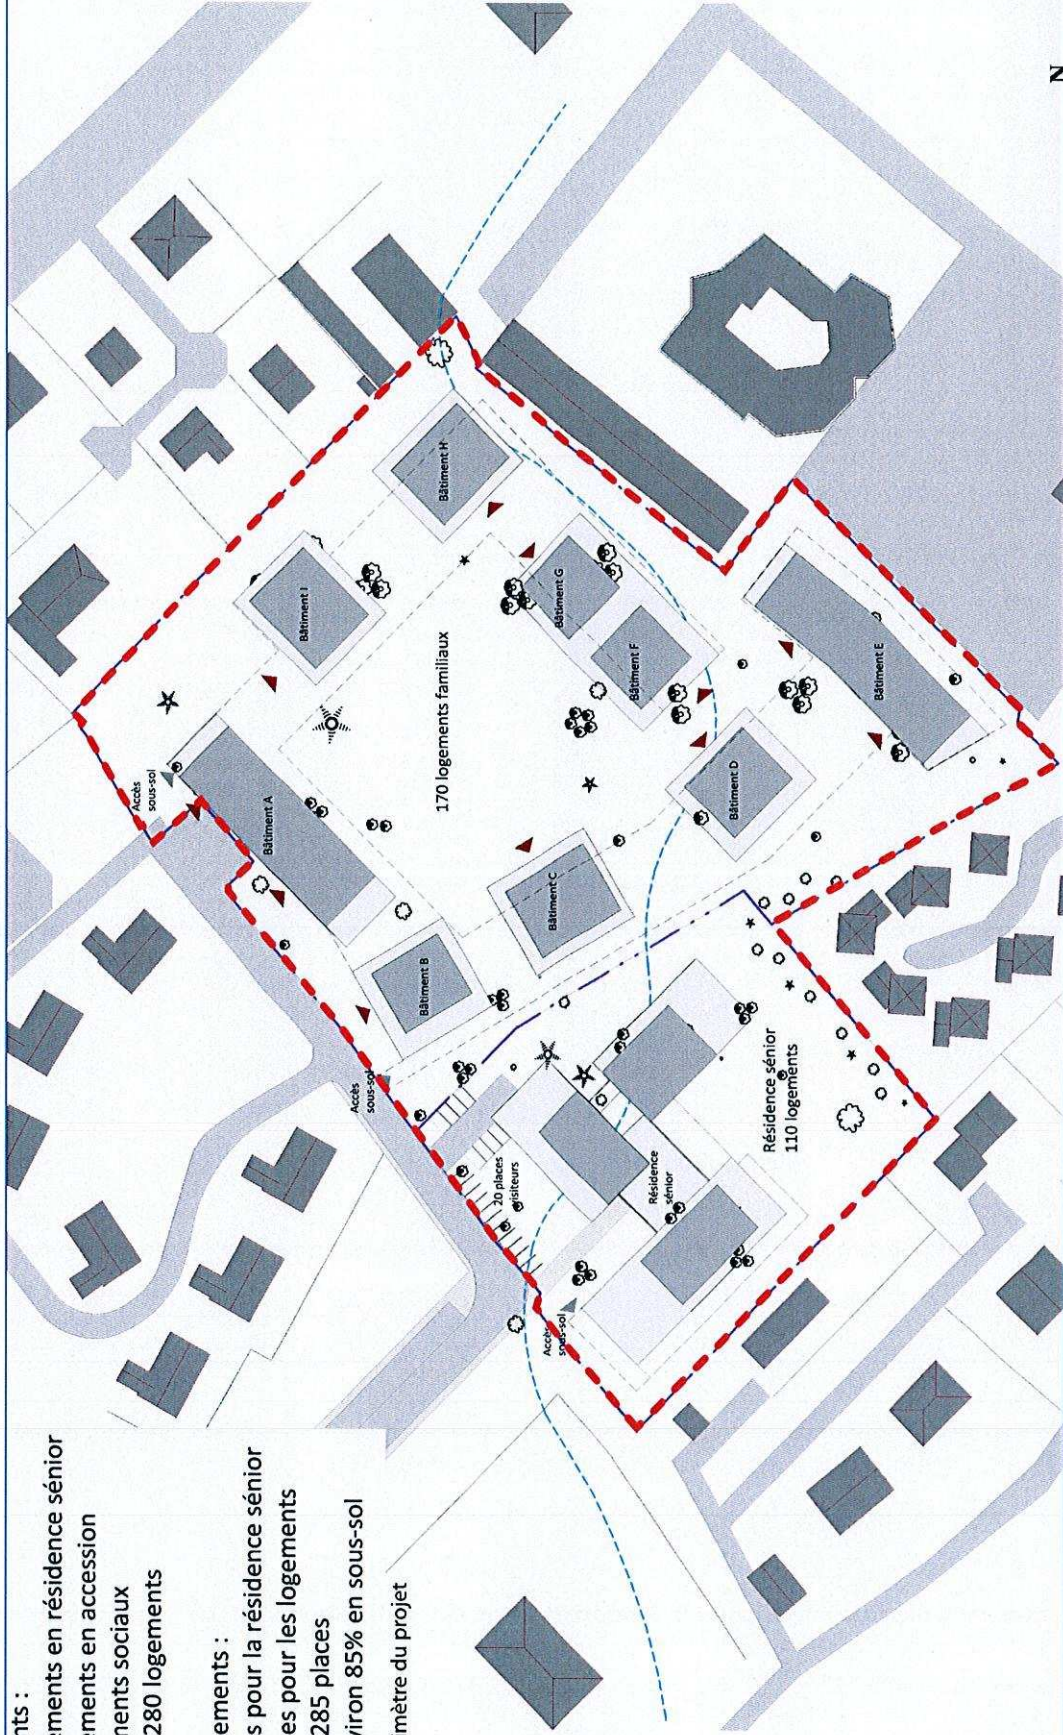 nts :
ements en résidence sénior
ements en accession
nents sociaux
280 logements
ements :
s pour la résidence sénior
es pour les logements
285 places
viron 85% en sous-sol
mètre du projet
Accès
sous-sol
Bâtiment A
Bâtiment I
Bâtiment H
Bâtiment B
170 logements familiaux
Bâtiment G
Bâtiment F
Bâtiment C
Bâtiment D
Bâtiment E
Accès
sous-sol
20 places
visiteurs
Résidence
sénior
Résidence sénior
110 logements
Accès
sous-sol
N